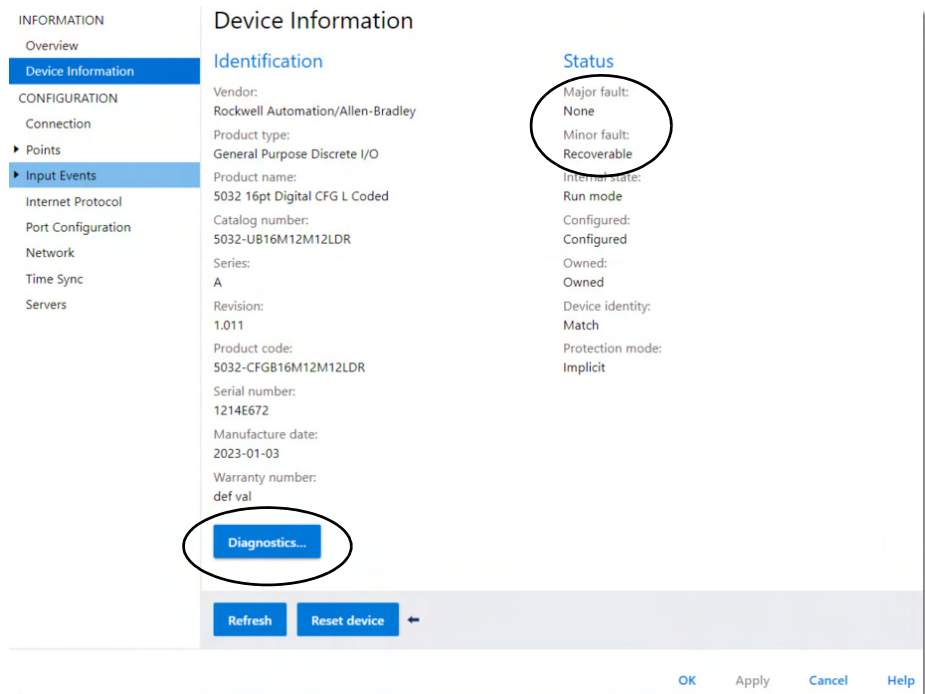 INFORMATION
Overview
Device Information
CONFIGURATION
Connection
Points
Input Events
Internet Protocol
Port Configuration
Network
Time Sync
Servers
Device Information
Identification
Vendor:
Rockwell Automation/Allen-Bradley
Product type:
General Purpose Discrete I/O
Product name:
5032 16pt Digital CFG L Coded
Catalog number:
5032-UB16M12M12LDR
Series:
A
Revision:
1.011
Product code:
5032-CFGB16M12M12LDR
Serial number:
1214E672
Manufacture date:
2023-01-03
Warranty number:
def val
Diagnostics...
Status
Major fault:
None
Minor fault:
Recoverable
Internal state:
Run mode
Configured:
Configured
Owned:
Owned
Device identity:
Match
Protection mode:
Implicit
Refresh
Reset device
OK
Apply
Cancel
Help